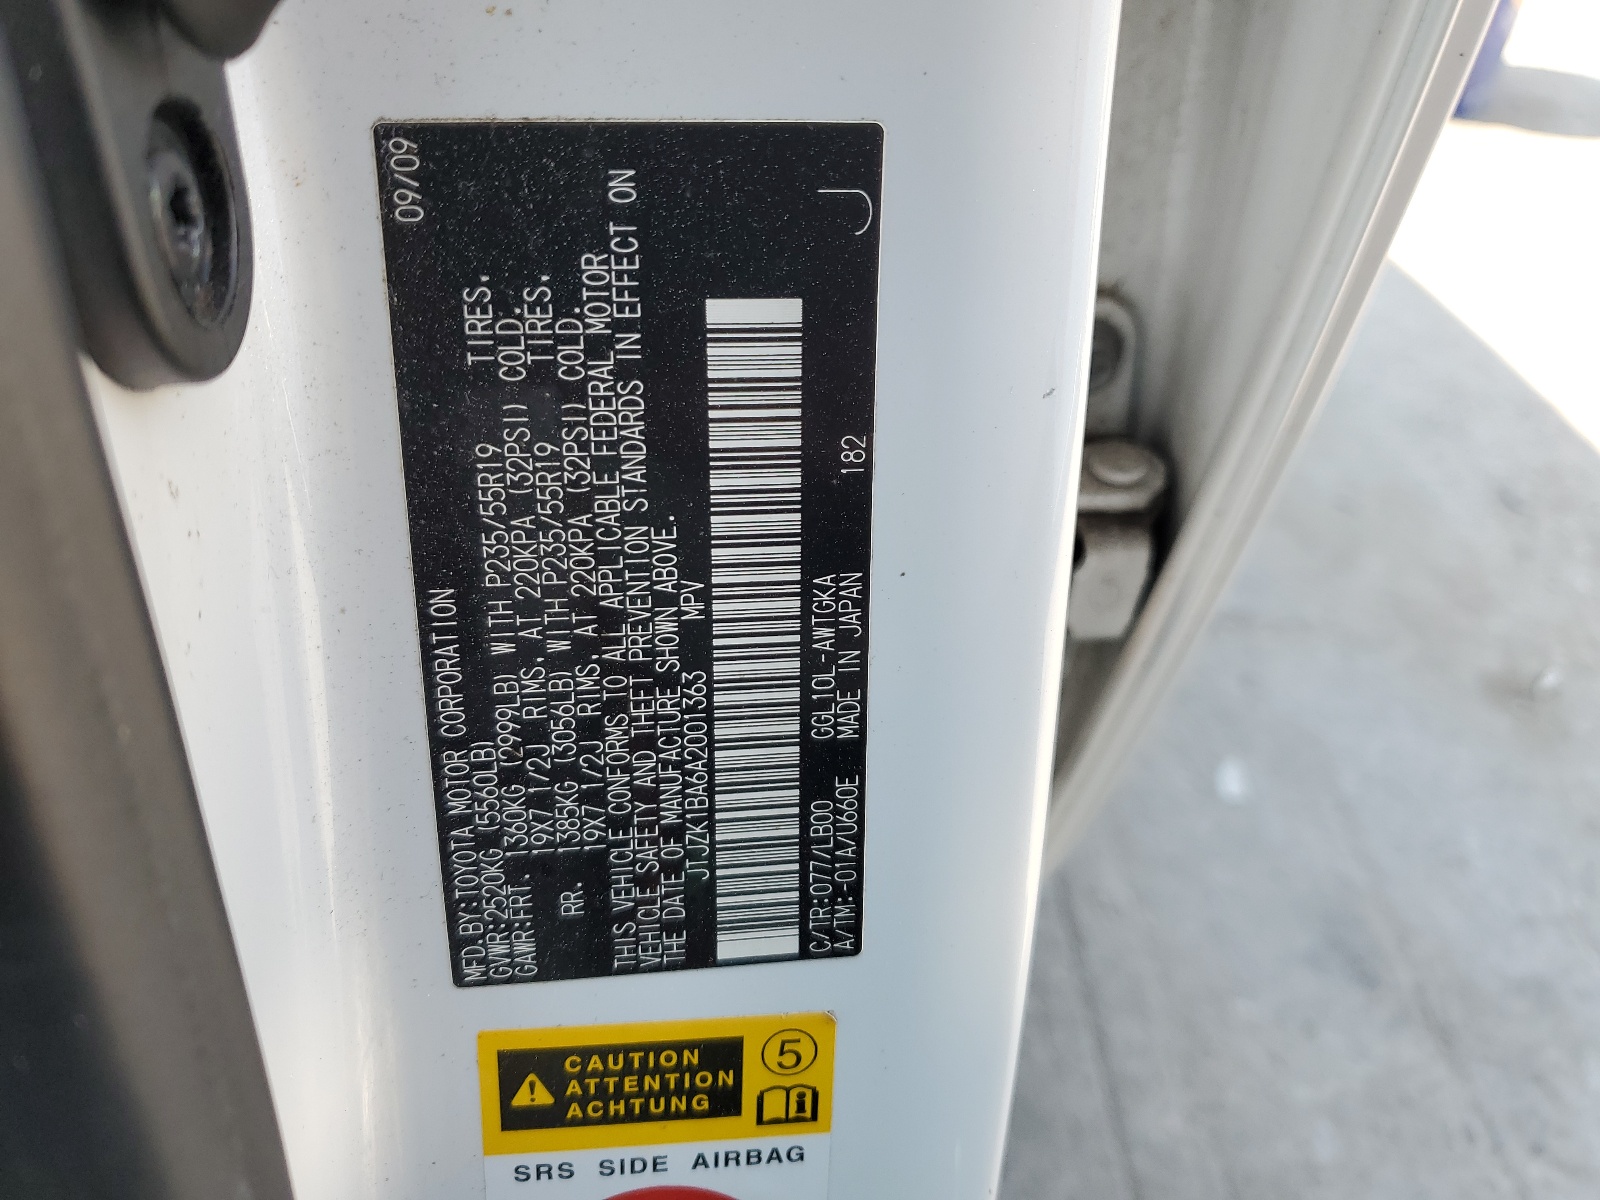 MFD.BY:TOYOTA MOTOR CORPORATION 09/09
GVWR:2520KG (5560LB)
GAWR:FRT. 1360KG (2999LB) WITH P235/55R19 TIRES.
19X7 1/2J RIMS, AT 220KPA (32PSI) COLD.
RR. 1385KG (3056LB) WITH P235/55R19 TIRES.
19X7 1/2J RIMS, AT 220KPA (32PSI) COLD.
THIS VEHICLE CONFORMS TO ALL APPLICABLE FEDERAL MOTOR
VEHICLE SAFETY AND THEFT PREVENTION STANDARDS IN EFFECT ON
THE DATE OF MANUFACTURE SHOWN ABOVE.
JTJZK1BA6A2001363 MPV
C/TR:077/LB00 GGL10L-AWTGKA 182
A/TM:-01A/U660E MADE IN JAPAN J
CAUTION
ATTENTION
ACHTUNG
5
SRS SIDE AIRBAG